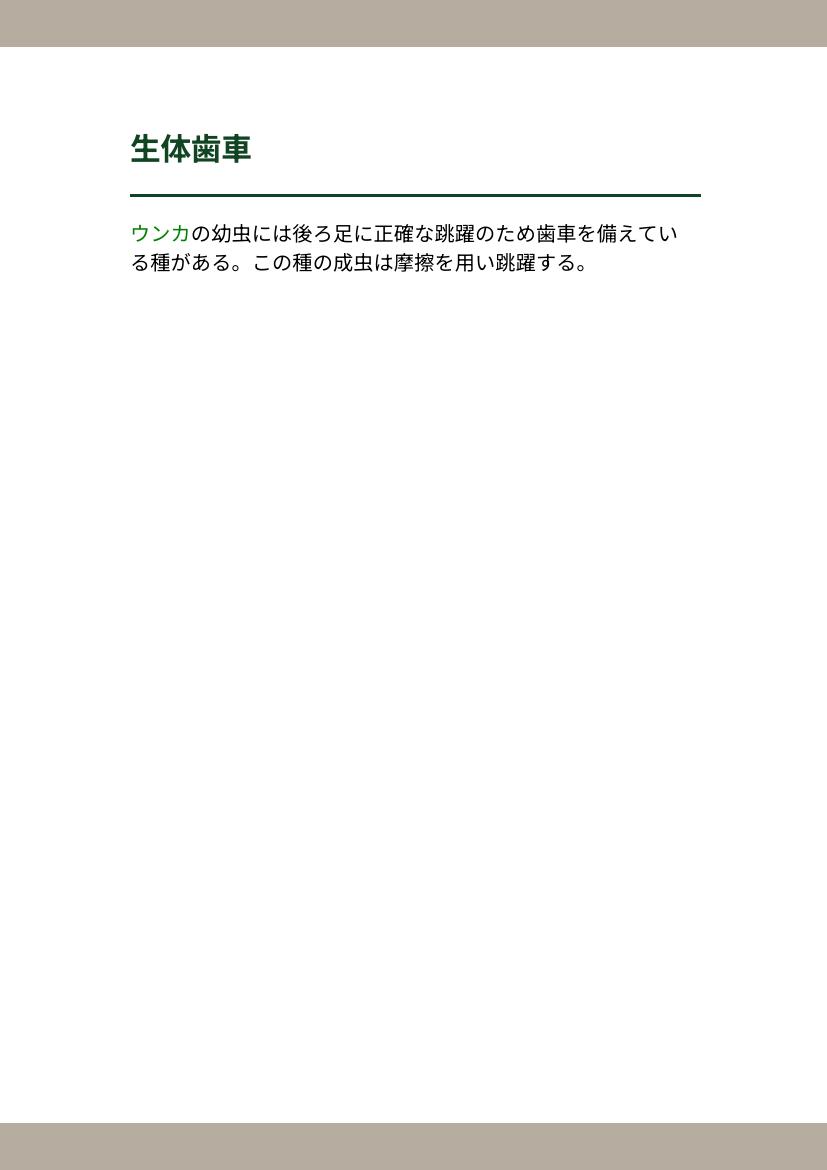 生体歯車
ウンカの幼虫には後ろ足に正確な跳躍のため歯車を備えてい
る種がある。この種の成虫は摩擦を用い跳躍する。